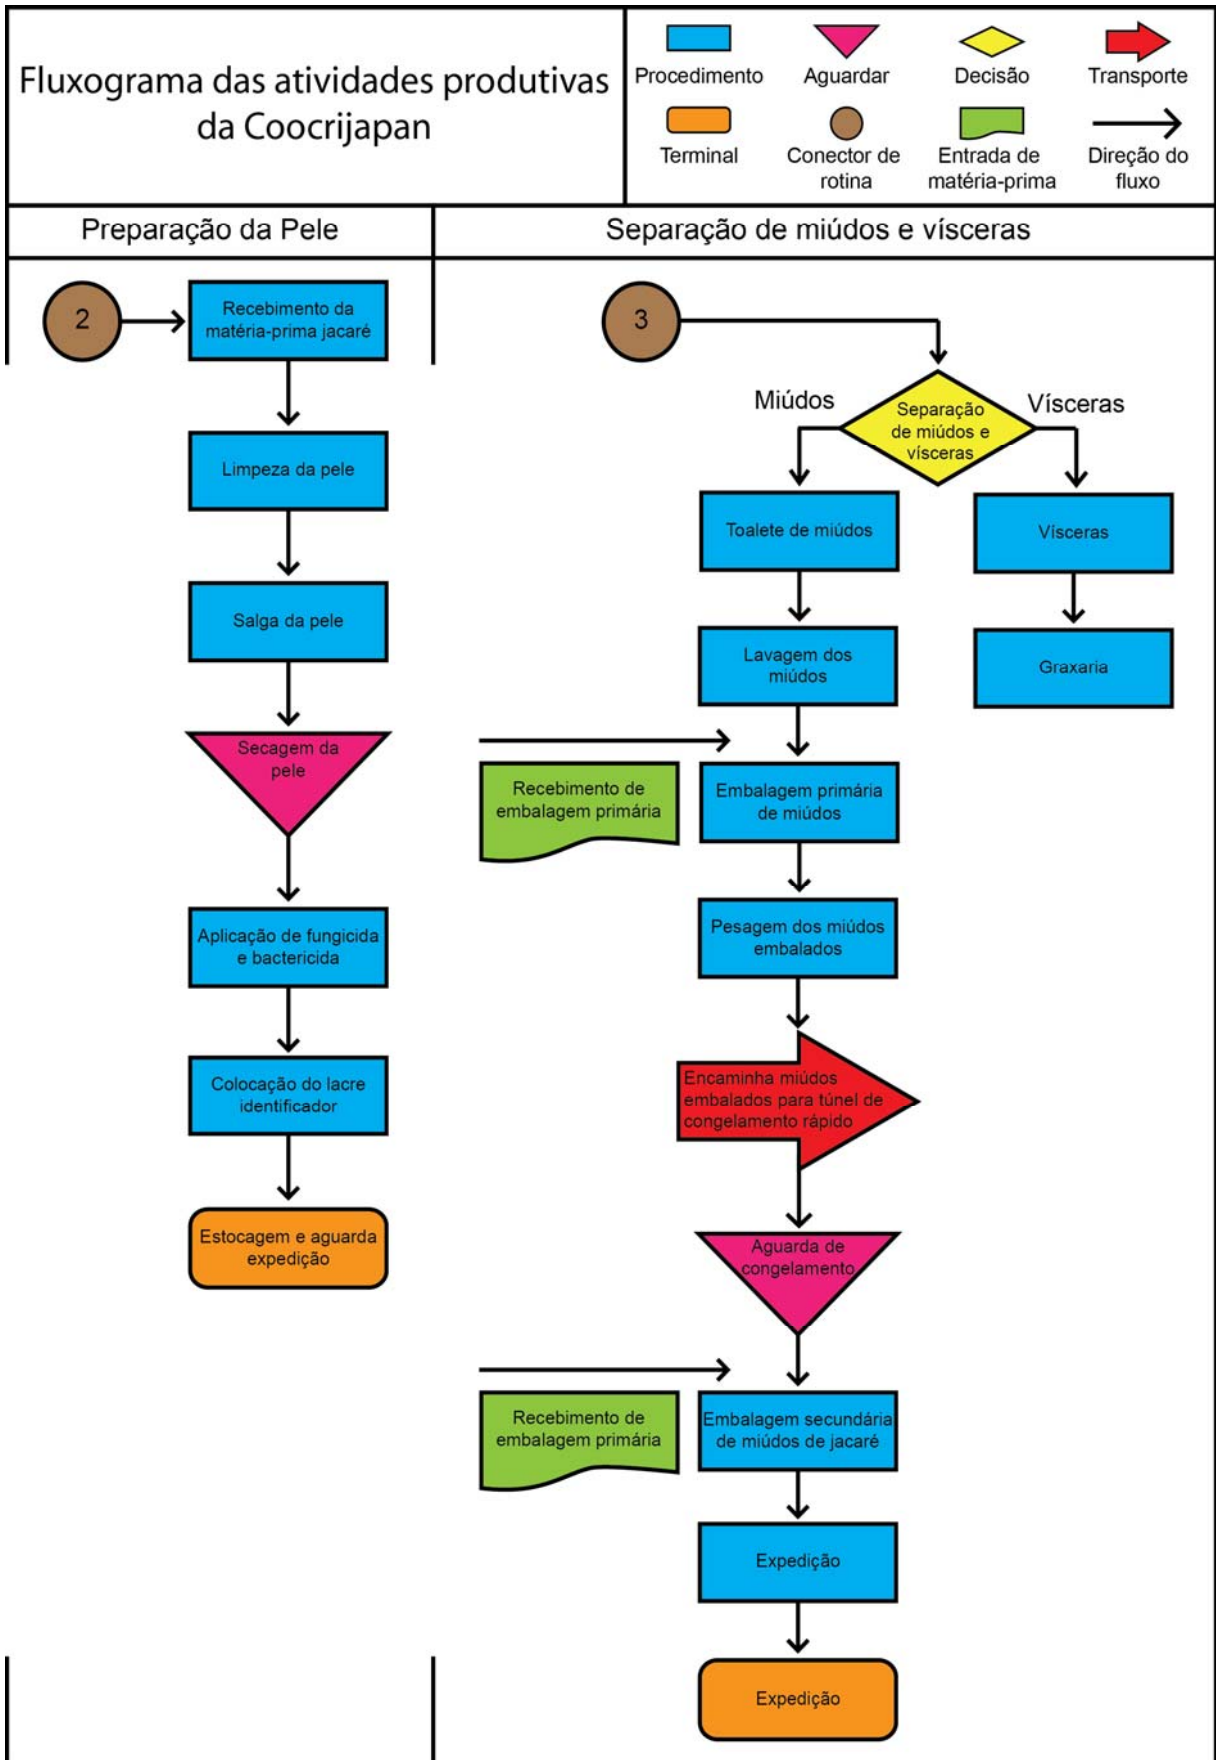 Fluxograma das atividades produtivas
da Coocrijapan
Procedimento
Aguardar
Decisão
Transporte
Terminal
Conector de
rotina
Entrada de
matéria-prima
Direção do
fluxo
Preparação da Pele
Separação de miúdos e vísceras
2
Recebimento da
matéria-prima jacaré
Limpeza da pele
Salga da pele
Secagem da
pele
Aplicação de fungicida
e bactericida
Colocação do lacre
identificador
Estocagem e aguarda
expedição
3
Miúdos
Separação
de miúdos e
vísceras
Vísceras
Toalete de miúdos
Vísceras
Lavagem dos
miúdos
Graxaria
Recebimento de
embalagem primária
Embalagem primária
de miúdos
Pesagem dos miúdos
embalados
Encaminha miúdos
embalados para túnel de
congelamento rápido
Aguarda de
congelamento
Recebimento de
embalagem primária
Embalagem secundária
de miúdos de jacaré
Expedição
Expedição